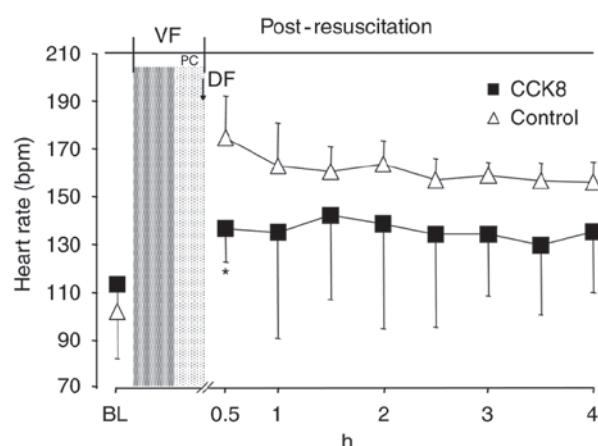 VF
Post-resuscitation
PC
DF
210
190
170
150
130
110
90
70
Heart rate (bpm)
CCK8
Control
*
BL
0.5
1
2
3
4
h